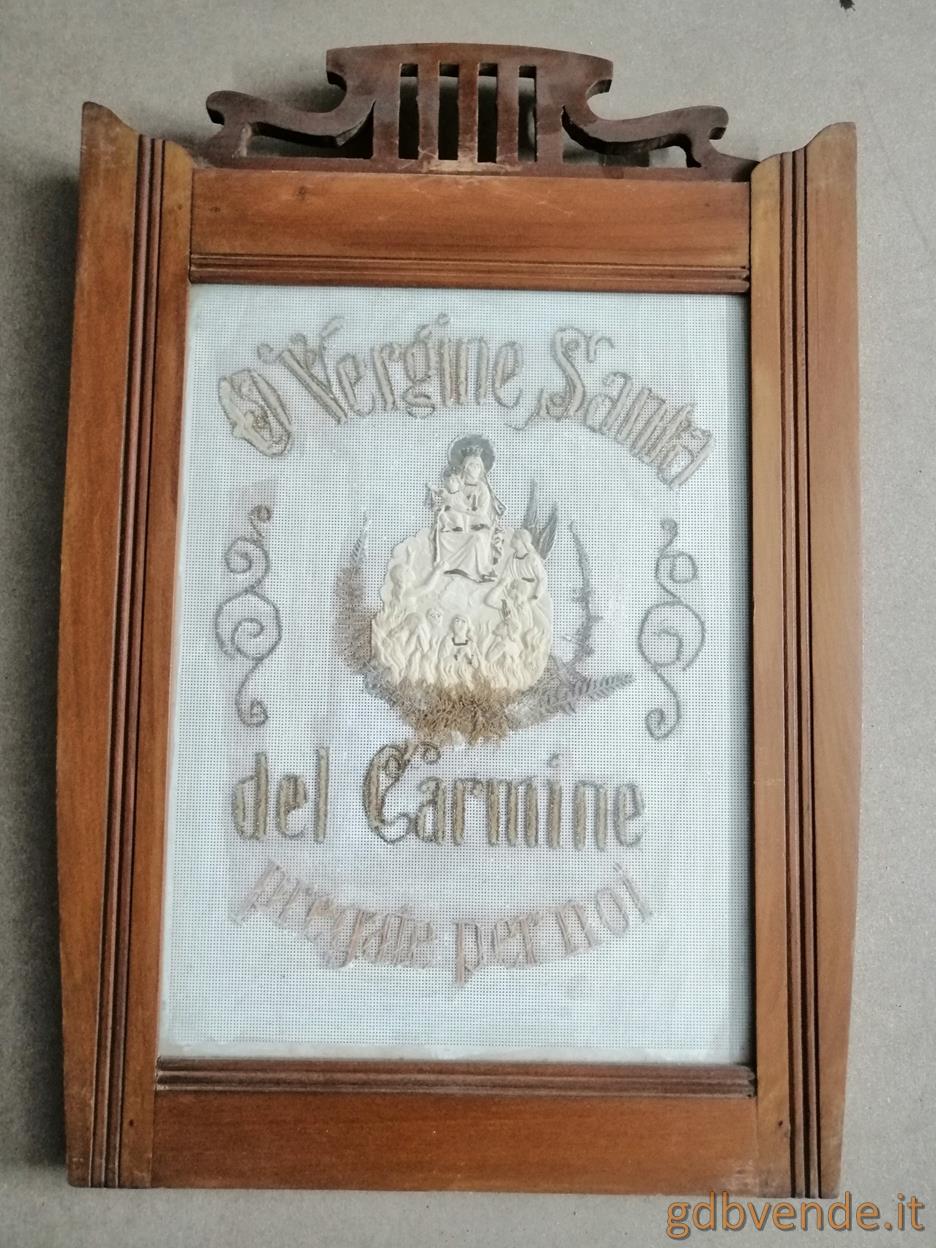 O Vergine Santa
del Carmine
pregate per noi
gdbvende.it